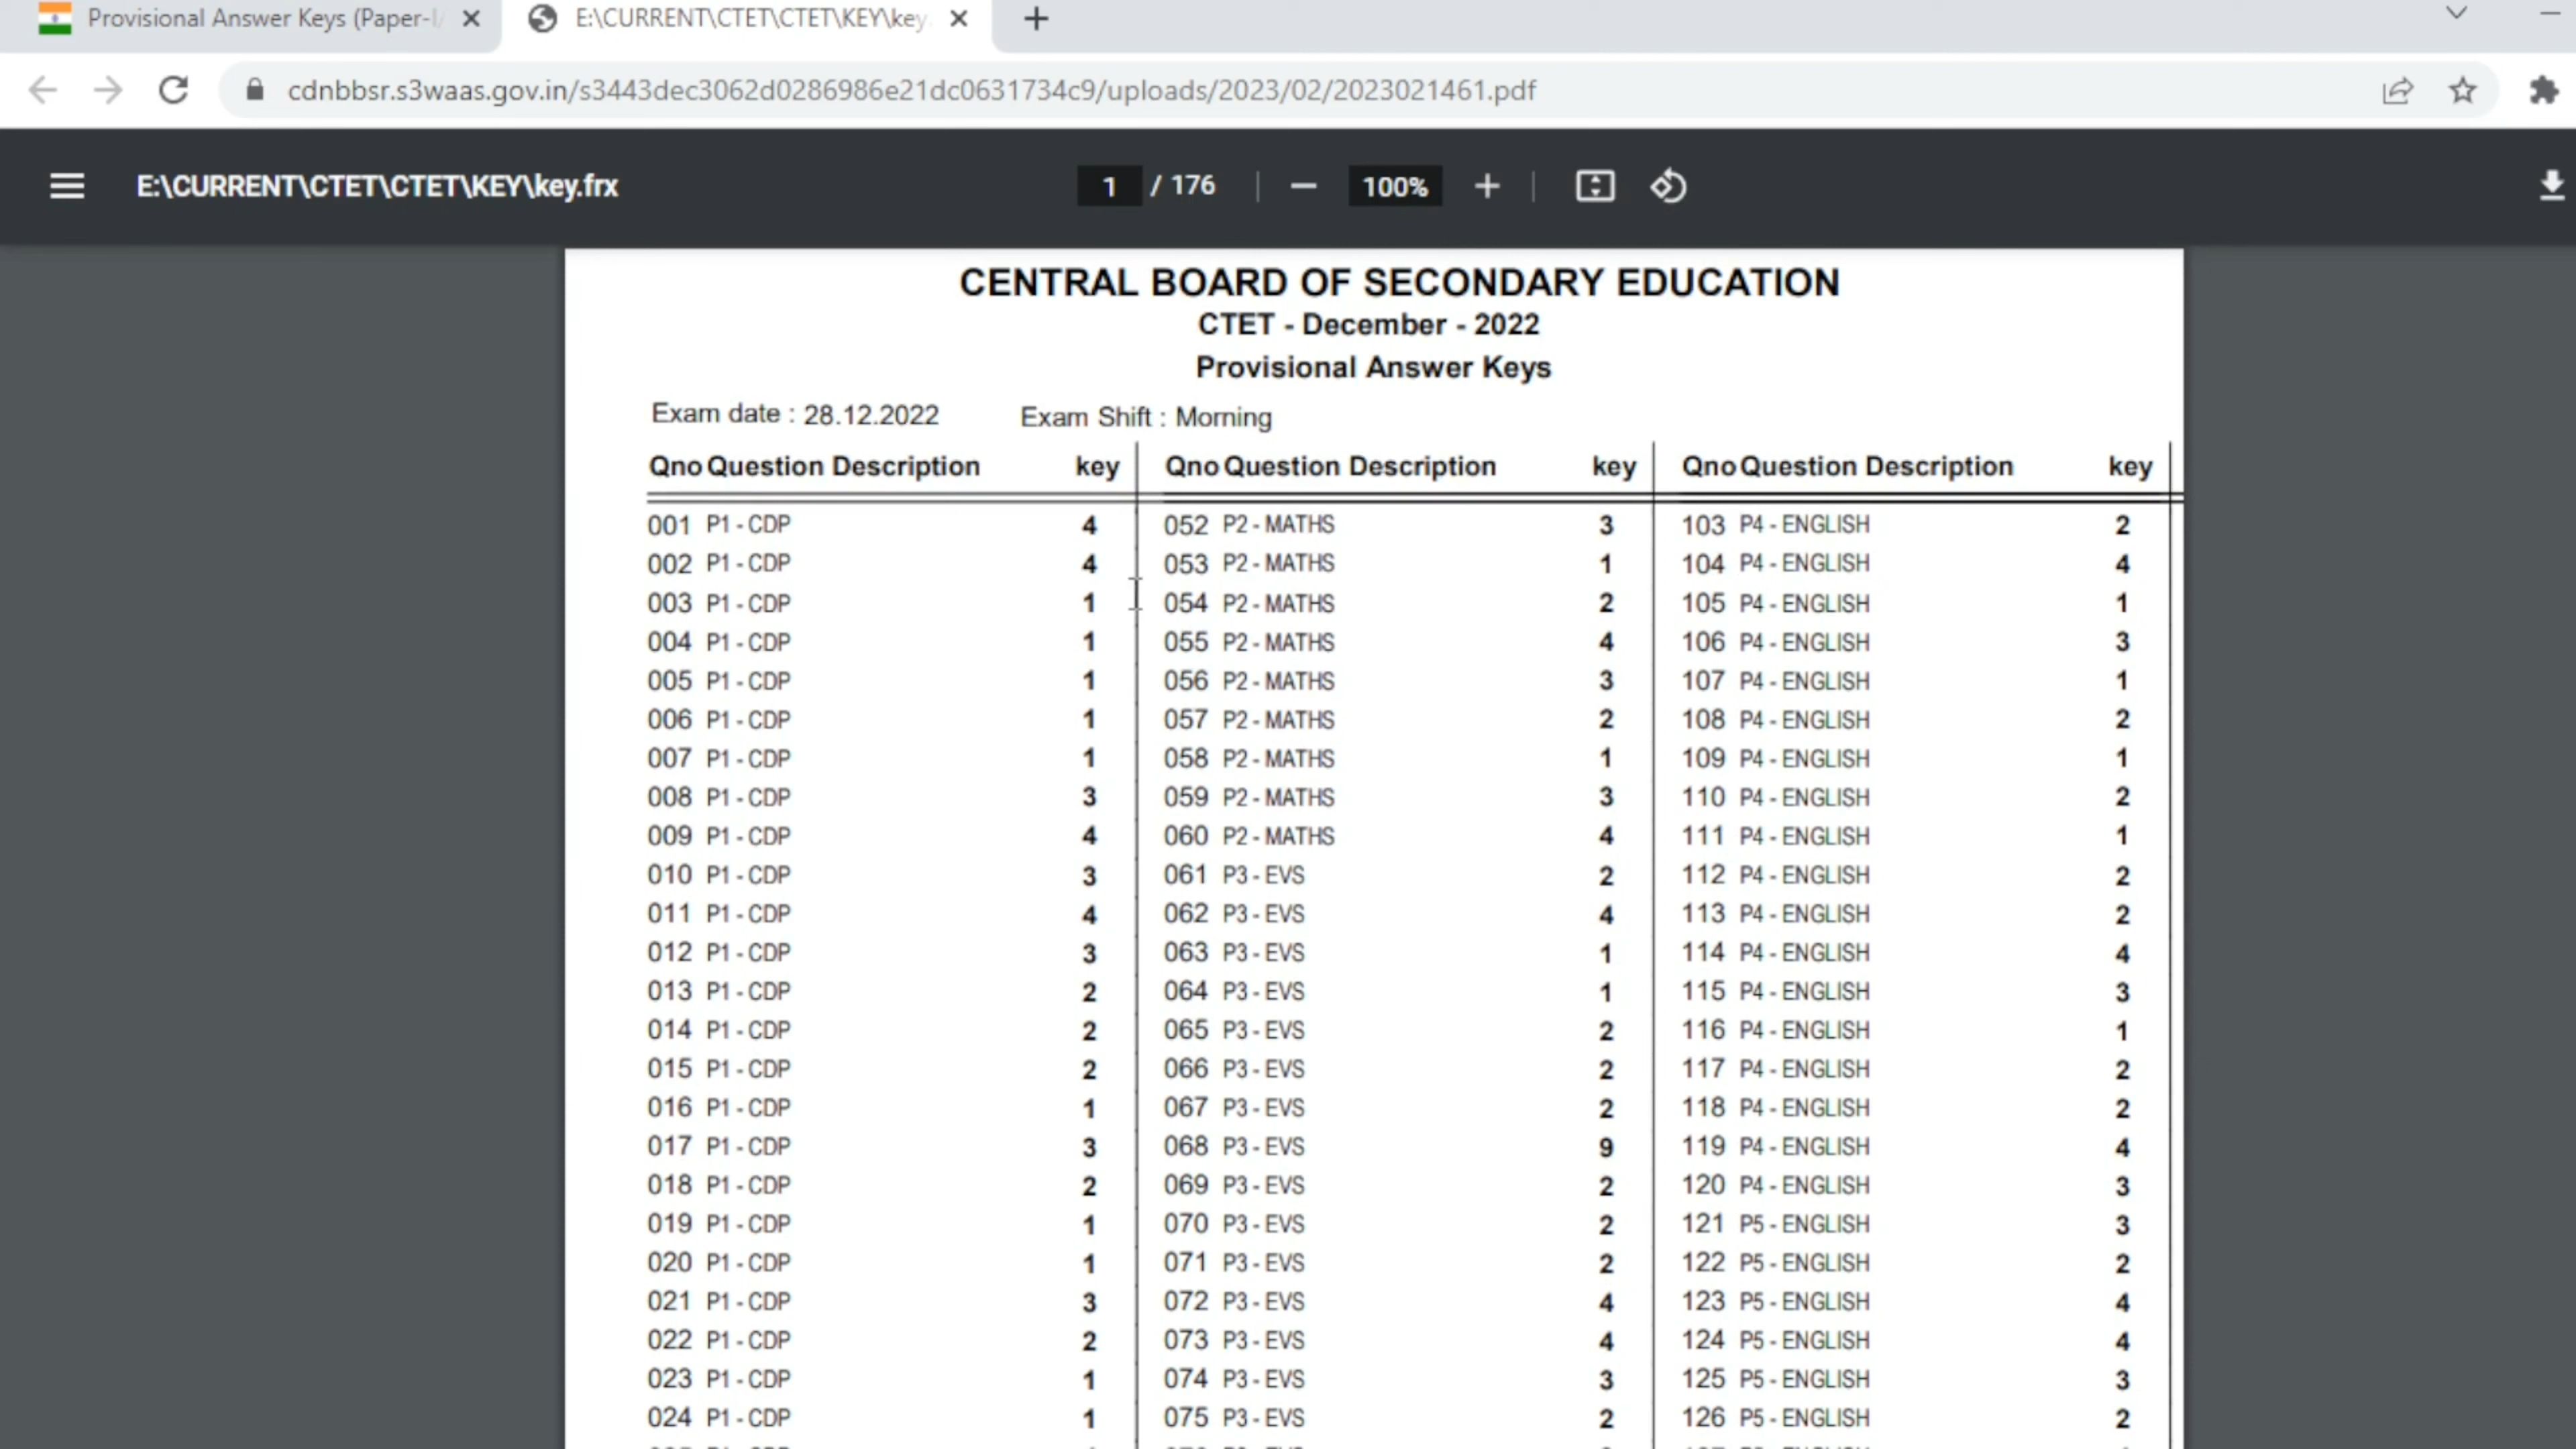 Provisional Answer Keys (Paper-I/
E:\CURRENT\CTET\CTET\KEY\key
cdnbbsr.s3waas.gov.in/s3443dec3062d0286986e21dc0631734c9/uploads/2023/02/2023021461.pdf
E:\CURRENT\CTET\CTET\KEY\key.frx 1 / 176 100%
CENTRAL BOARD OF SECONDARY EDUCATION
CTET - December - 2022
Provisional Answer Keys
Exam date : 28.12.2022 Exam Shift : Morning
Qno Question Description key Qno Question Description key Qno Question Description key
001 P1 - CDP 4 052 P2 - MATHS 3 103 P4 - ENGLISH 2
002 P1 - CDP 4 053 P2 - MATHS 1 104 P4 - ENGLISH 4
003 P1 - CDP 1 054 P2 - MATHS 2 105 P4 - ENGLISH 1
004 P1 - CDP 1 055 P2 - MATHS 4 106 P4 - ENGLISH 3
005 P1 - CDP 1 056 P2 - MATHS 3 107 P4 - ENGLISH 1
006 P1 - CDP 1 057 P2 - MATHS 2 108 P4 - ENGLISH 2
007 P1 - CDP 1 058 P2 - MATHS 1 109 P4 - ENGLISH 1
008 P1 - CDP 3 059 P2 - MATHS 3 110 P4 - ENGLISH 2
009 P1 - CDP 4 060 P2 - MATHS 4 111 P4 - ENGLISH 1
010 P1 - CDP 3 061 P3 - EVS 2 112 P4 - ENGLISH 2
011 P1 - CDP 4 062 P3 - EVS 4 113 P4 - ENGLISH 2
012 P1 - CDP 3 063 P3 - EVS 1 114 P4 - ENGLISH 4
013 P1 - CDP 2 064 P3 - EVS 1 115 P4 - ENGLISH 3
014 P1 - CDP 2 065 P3 - EVS 2 116 P4 - ENGLISH 1
015 P1 - CDP 2 066 P3 - EVS 2 117 P4 - ENGLISH 2
016 P1 - CDP 1 067 P3 - EVS 2 118 P4 - ENGLISH 2
017 P1 - CDP 3 068 P3 - EVS 9 119 P4 - ENGLISH 4
018 P1 - CDP 2 069 P3 - EVS 2 120 P4 - ENGLISH 3
019 P1 - CDP 1 070 P3 - EVS 2 121 P5 - ENGLISH 3
020 P1 - CDP 1 071 P3 - EVS 2 122 P5 - ENGLISH 2
021 P1 - CDP 3 072 P3 - EVS 4 123 P5 - ENGLISH 4
022 P1 - CDP 2 073 P3 - EVS 4 124 P5 - ENGLISH 4
023 P1 - CDP 1 074 P3 - EVS 3 125 P5 - ENGLISH 3
024 P1 - CDP 1 075 P3 - EVS 2 126 P5 - ENGLISH 2